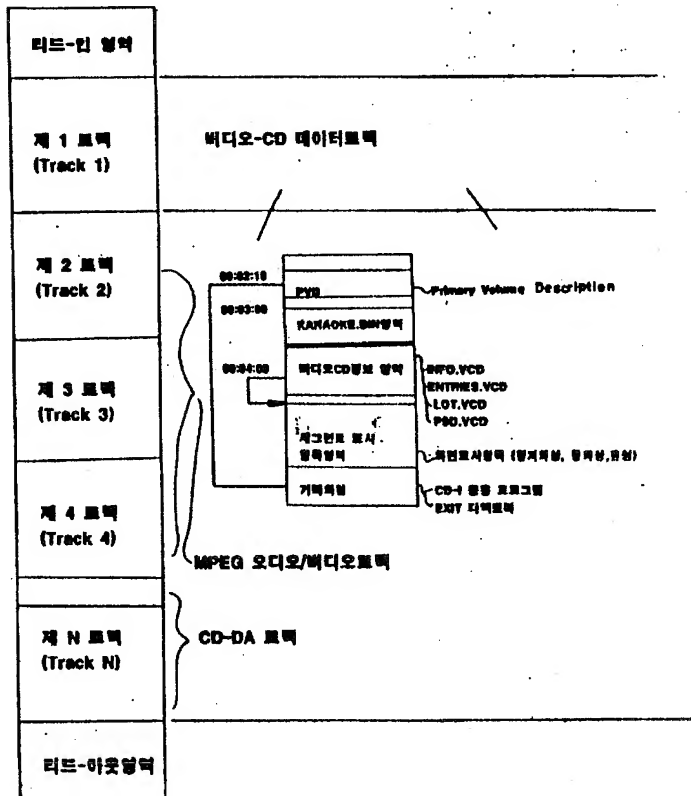 리드-인 영역
제 1 트랙
(Track 1)
비디오-CD 데이터트랙
제 2 트랙
(Track 2)
00:02:16
PVD
Primary Volume Description
00:03:00
KARAOKE.BIN영역
00:04:00
비디오CD정보 영역
INFO.VCD
ENTRIES.VCD
LOT.VCD
PSD.VCD
제 3 트랙
(Track 3)
세그먼트 표시
항목영역
화면표시항목 (정지화상, 동화상, 음성)
기타화일
CD-I 응용 프로그램
EXIT 디렉토리
제 4 트랙
(Track 4)
MPEG 오디오/비디오트랙
제 N 트랙
(Track N)
CD-DA 트랙
리드-아웃영역